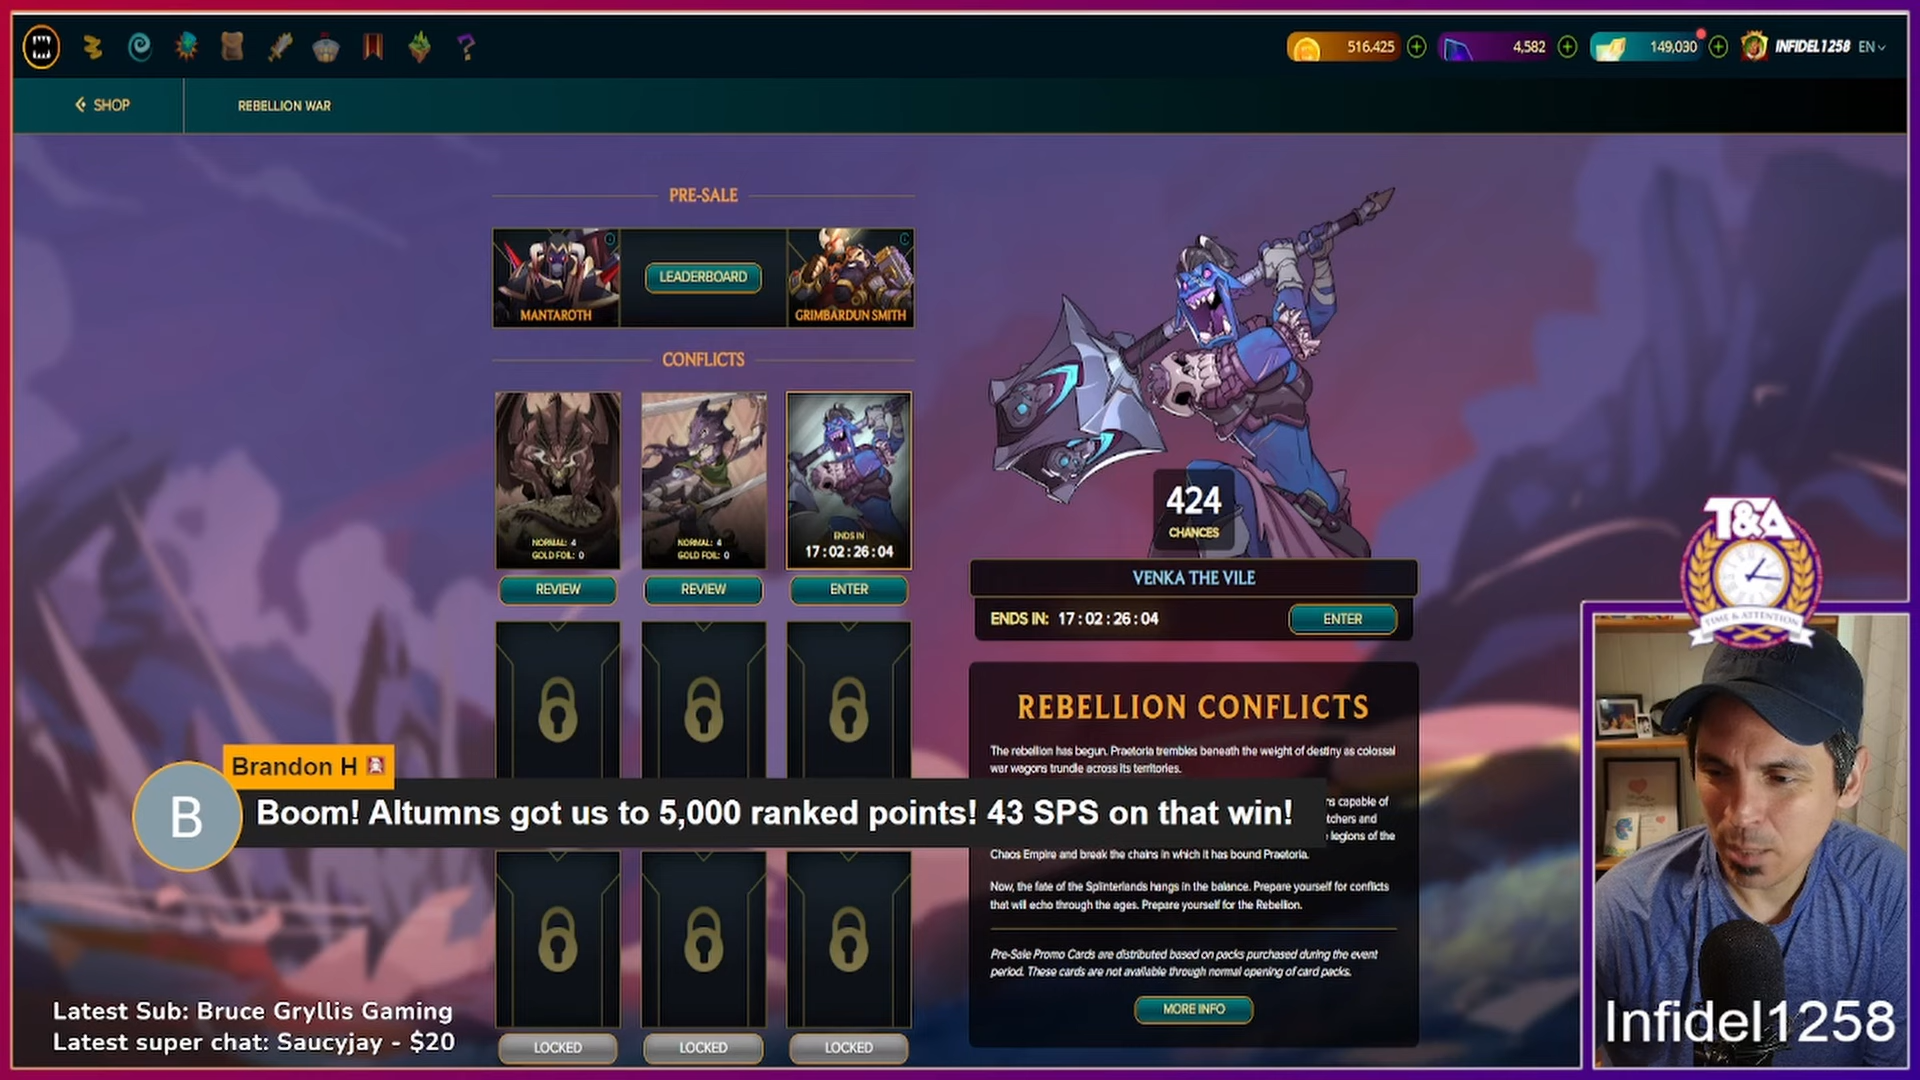 516.425
4,582
149,030
INFIDEL1258
EN
SHOP
REBELLION WAR
PRE-SALE
LEADERBOARD
MANTAROTH
GRIMBARDUN SMITH
CONFLICTS
NORMAL: 4
GOLD FOIL: 0
NORMAL: 4
GOLD FOIL: 0
ENDS IN
17:02:26:04
REVIEW
REVIEW
ENTER
424
CHANCES
VENKA THE VILE
ENDS IN: 17:02:26:04
ENTER
REBELLION CONFLICTS
The rebellion has begun. Praetoria trembles beneath the weight of destiny as colossal
war wagons trundle across its territories.
capable of
and
legions of the
Chaos Empire and break the chains in which it has bound Praetoria.
Now, the fate of the Splinterlands hangs in the balance. Prepare yourself for conflicts
that will echo through the ages. Prepare yourself for the Rebellion.
Pre-Sale Promo Cards are distributed based on packs purchased during the event
period. These cards are not available through normal opening of card packs.
MORE INFO
LOCKED
LOCKED
LOCKED
Brandon H
B
Boom! Altumns got us to 5,000 ranked points! 43 SPS on that win!
Latest Sub: Bruce Gryllis Gaming
Latest super chat: Saucyjay - $20
T&A
TIME & ATTENTION
Infidel1258